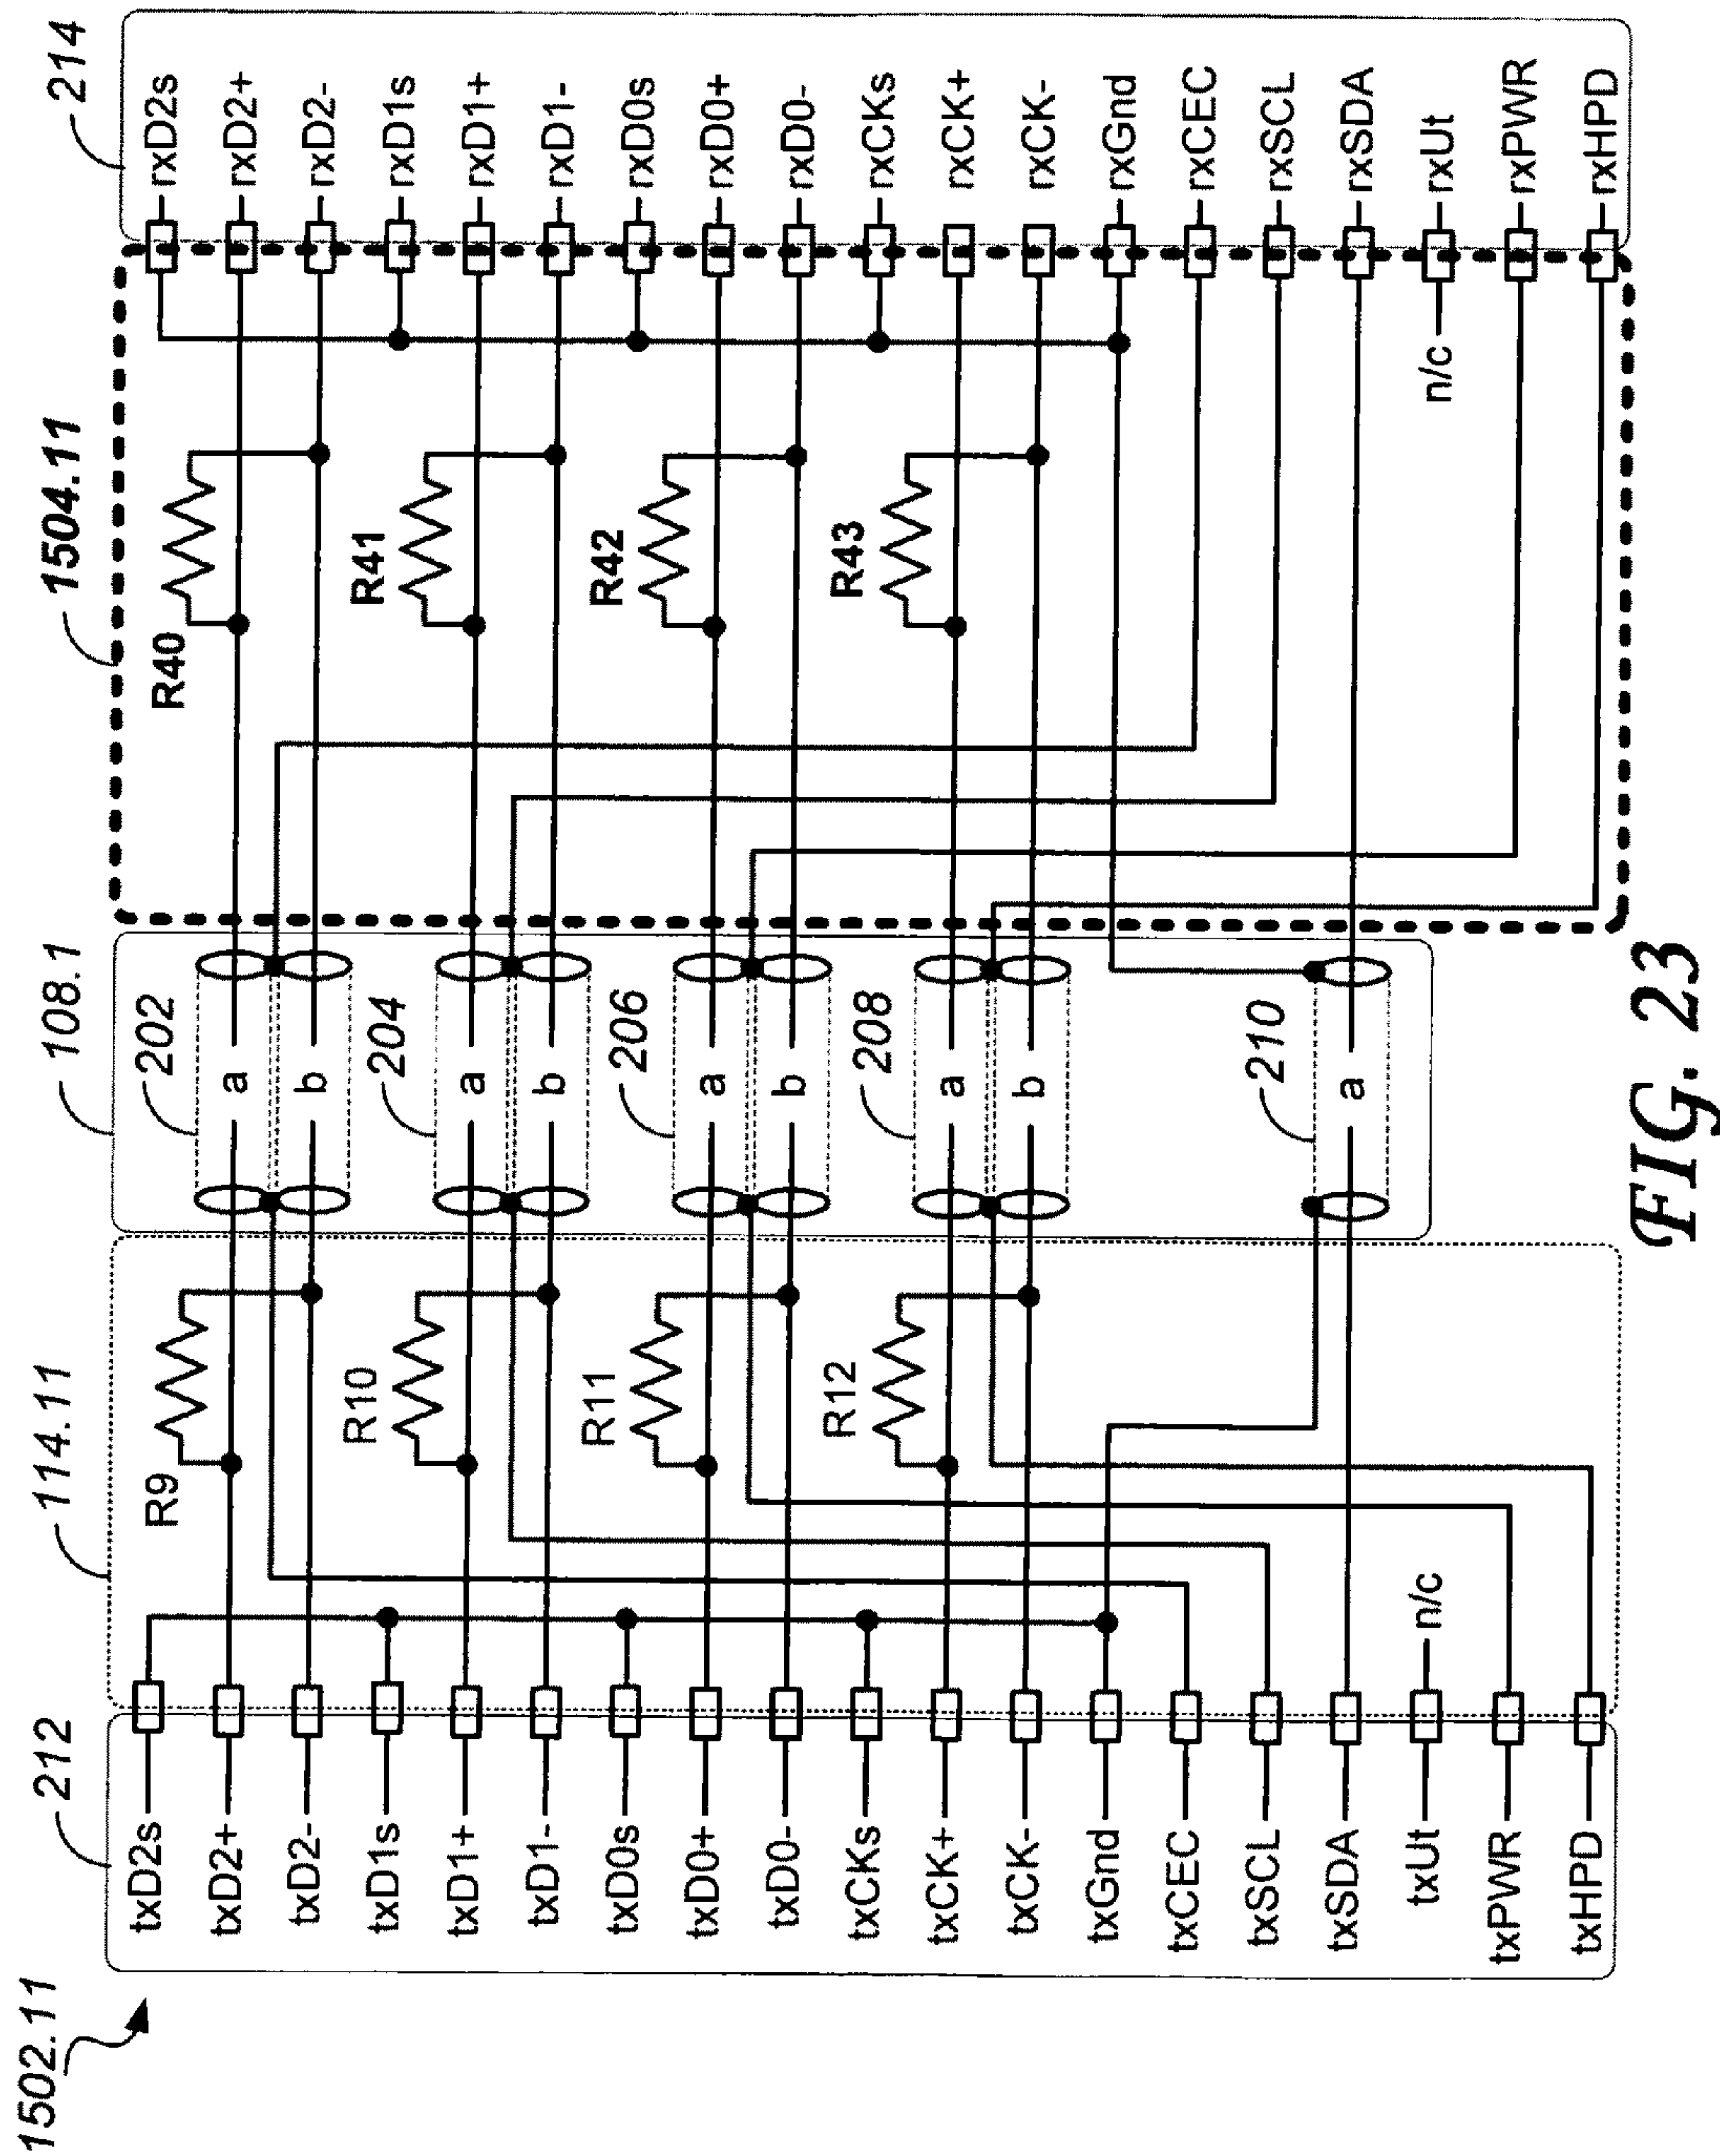 1502.11
212
txD2s
txD2+
txD2-
txD1s
txD1+
txD1-
txD0s
txD0+
txD0-
txCKs
txCK+
txCK-
txGnd
txCEC
txSCL
txSDA
txUt
txPWR
txHPD
114.11
R9
R10
R11
R12
n/c
108.1
202
a
b
204
a
b
206
a
b
208
a
b
210
a
1504.11
R40
R41
R42
R43
n/c
214
rxD2s
rxD2+
rxD2-
rxD1s
rxD1+
rxD1-
rxD0s
rxD0+
rxD0-
rxCKs
rxCK+
rxCK-
rxGnd
rxCEC
rxSCL
rxSDA
rxUt
rxPWR
rxHPD
FIG. 23